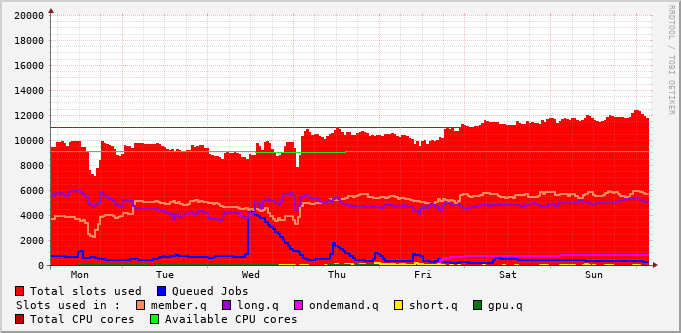 RRDTOOL / TOBI OETIKER
20000
18000
16000
14000
12000
10000
8000
6000
4000
2000
0
Mon Tue Wed Thu Fri Sat Sun
Total slots used Queued Jobs
Slots used in : member.q long.q ondemand.q short.q gpu.q
Total CPU cores Available CPU cores